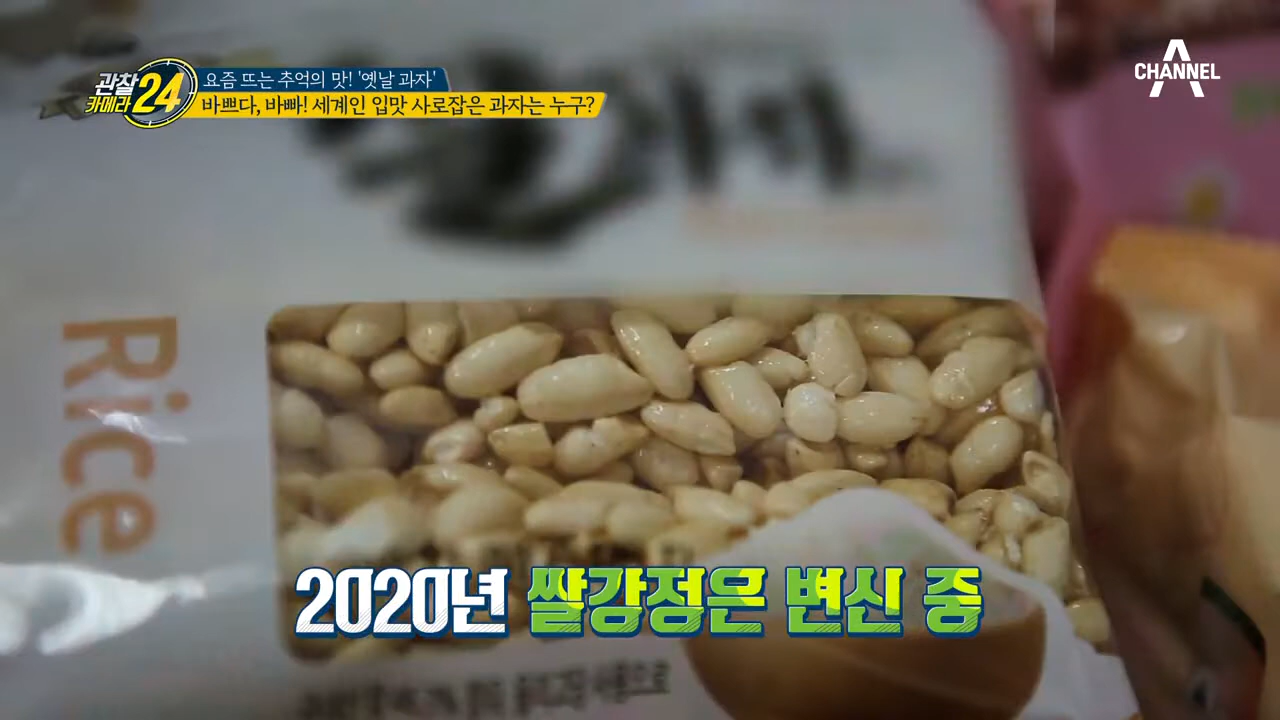 관찰
카메라
24
요즘 뜨는 추억의 맛! '옛날 과자'
바쁘다, 바빠! 세계인 입맛 사로잡은 과자는 누구?
CHANNEL A
Rice
2020년 쌀강정은 변신 중